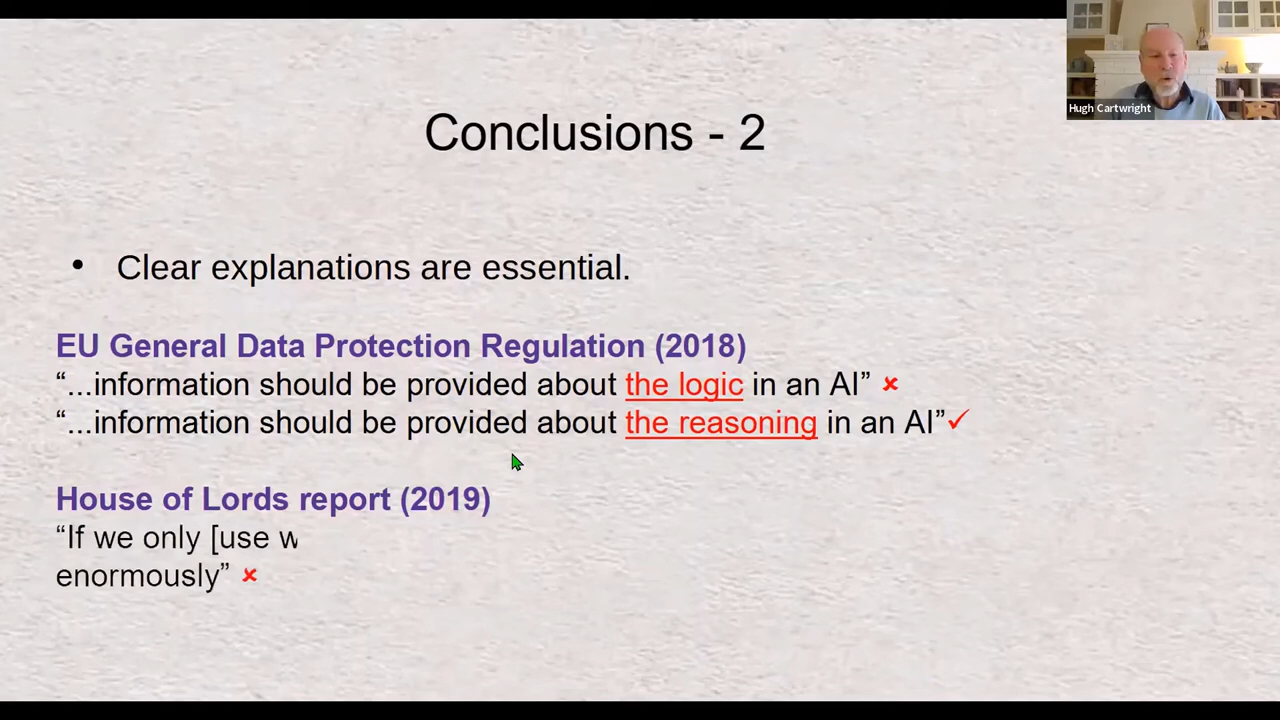 Hugh Cartwright
Conclusions - 2
• Clear explanations are essential.
EU General Data Protection Regulation (2018)
“...information should be provided about the logic in an AI” ✘
“...information should be provided about the reasoning in an AI”✓
House of Lords report (2019)
“If we only [use w
enormously” ✘